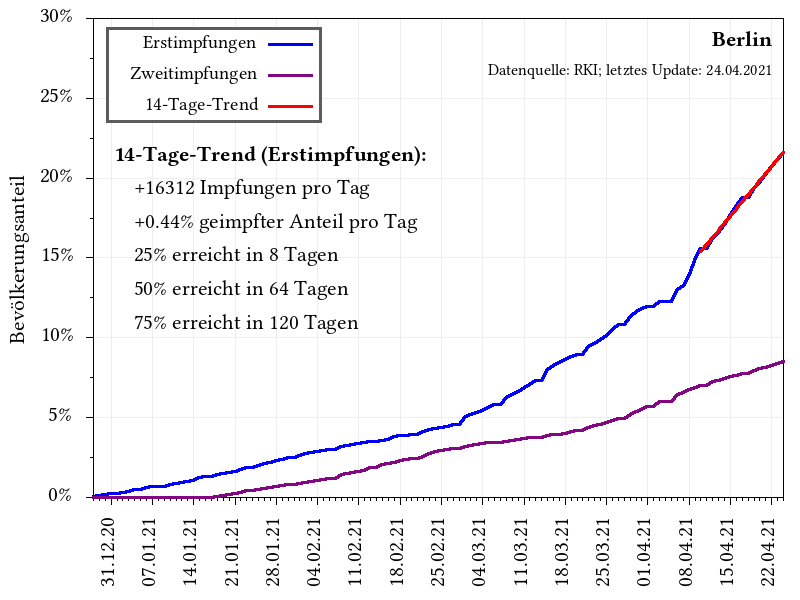 30%
25%
20%
15%
10%
5%
0%
Bevölkerungsanteil
Erstimpfungen
Zweitimpfungen
14-Tage-Trend
Berlin
Datenquelle: RKI; letztes Update: 24.04.2021
14-Tage-Trend (Erstimpfungen):
+16312 Impfungen pro Tag
+0.44% geimpfter Anteil pro Tag
25% erreicht in 8 Tagen
50% erreicht in 64 Tagen
75% erreicht in 120 Tagen
31.12.20
07.01.21
14.01.21
21.01.21
28.01.21
04.02.21
11.02.21
18.02.21
25.02.21
04.03.21
11.03.21
18.03.21
25.03.21
01.04.21
08.04.21
15.04.21
22.04.21